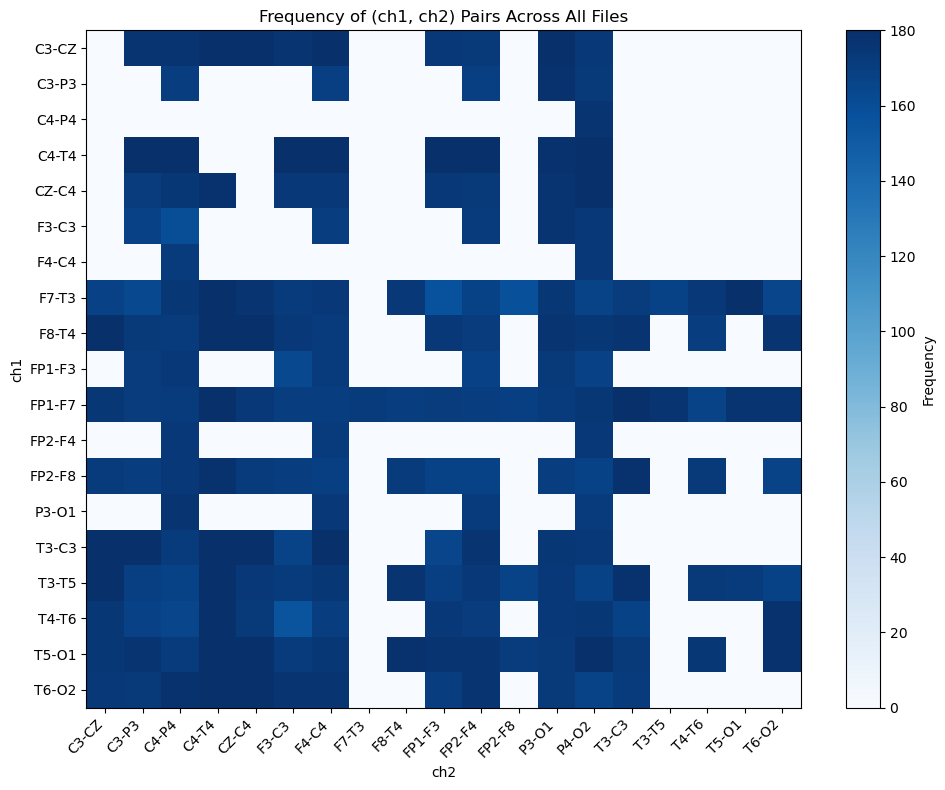 Frequency of (ch1, ch2) Pairs Across All Files
ch1
C3-CZ
C3-P3
C4-P4
C4-T4
CZ-C4
F3-C3
F4-C4
F7-T3
F8-T4
FP1-F3
FP1-F7
FP2-F4
FP2-F8
P3-O1
T3-C3
T3-T5
T4-T6
T5-O1
T6-O2
C3-CZ
C3-P3
C4-P4
C4-T4
CZ-C4
F3-C3
F4-C4
F7-T3
F8-T4
FP1-F3
FP2-F4
FP2-F8
P3-O1
P4-O2
T3-C3
T3-T5
T4-T6
T5-O1
T6-O2
ch2
180
160
140
120
100
80
60
40
20
0
Frequency